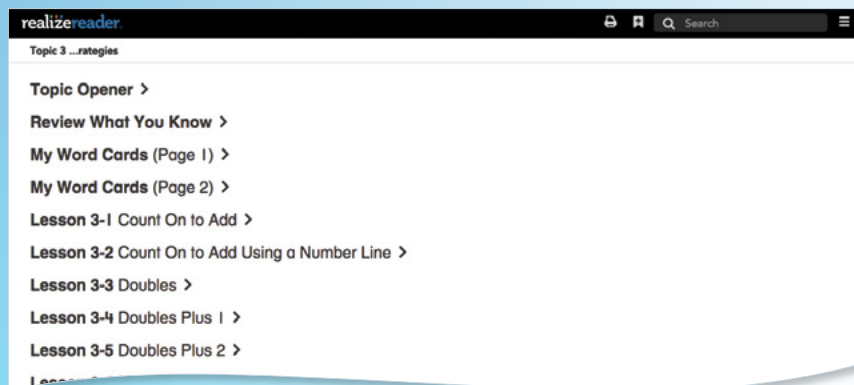 realizereader.
Search
Topic 3 ...rategies
Topic Opener >
Review What You Know >
My Word Cards (Page 1) >
My Word Cards (Page 2) >
Lesson 3-1 Count On to Add >
Lesson 3-2 Count On to Add Using a Number Line >
Lesson 3-3 Doubles >
Lesson 3-4 Doubles Plus 1 >
Lesson 3-5 Doubles Plus 2 >